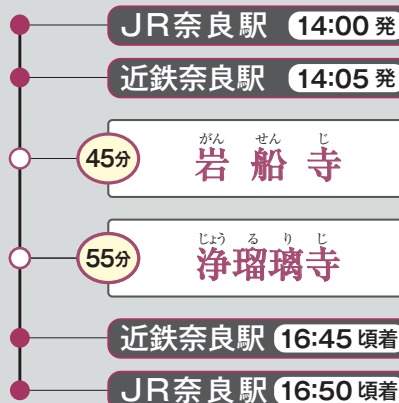 JR奈良駅 14:00発
近鉄奈良駅 14:05発
がんせんじ
45分 岩船寺
じょうるりじ
55分 浄瑠璃寺
近鉄奈良駅 16:45頃着
JR奈良駅 16:50頃着